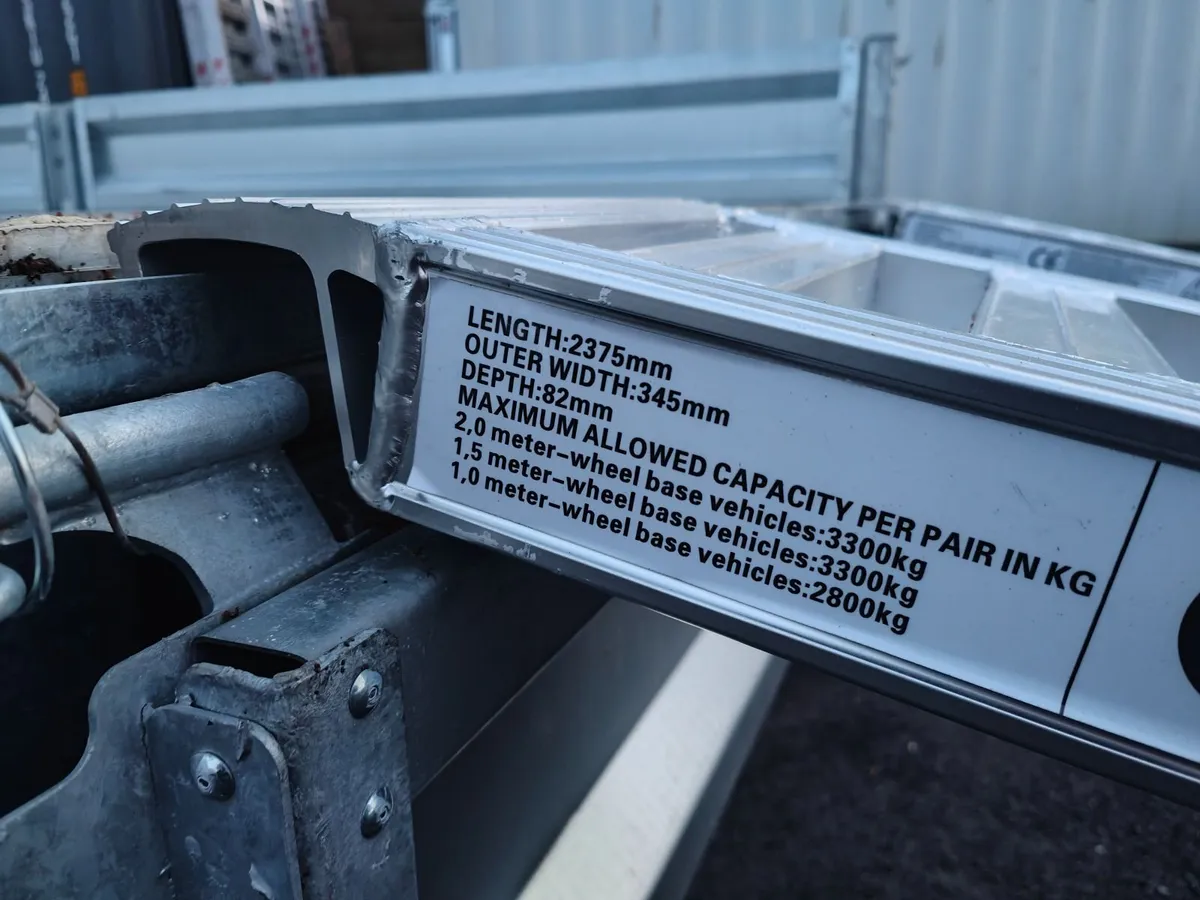 LENGTH:2375mm
OUTER WIDTH:345mm
DEPTH:82mm
MAXIMUM ALLOWED CAPACITY PER PAIR IN KG
2,0 meter-wheel base vehicles:3300kg
1,5 meter-wheel base vehicles:3300kg
1,0 meter-wheel base vehicles:2800kg
CE